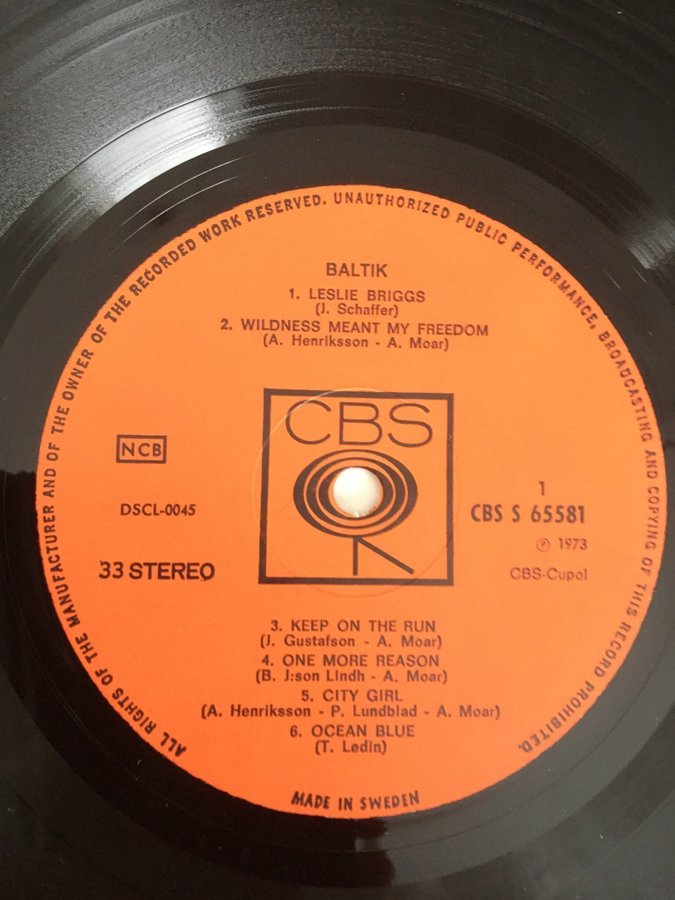 ALL RIGHTS OF THE MANUFACTURER AND OF THE OWNER OF THE RECORDED WORK RESERVED. UNAUTHORIZED PUBLIC PERFORMANCE, BROADCASTING AND COPYING OF THIS RECORD PROHIBITED.
BALTIK
1. LESLIE BRIGGS
(J. Schaffer)
2. WILDNESS MEANT MY FREEDOM
(A. Henriksson - A. Moar)
CBS
NCB
DSCL-0045
33 STEREO
1
CBS S 65581
℗ 1973
CBS-Cupol
3. KEEP ON THE RUN
(J. Gustafson - A. Moar)
4. ONE MORE REASON
(B. J:son Lindh - A. Moar)
5. CITY GIRL
(A. Henriksson - P. Lundblad - A. Moar)
6. OCEAN BLUE
(T. Ledin)
MADE IN SWEDEN